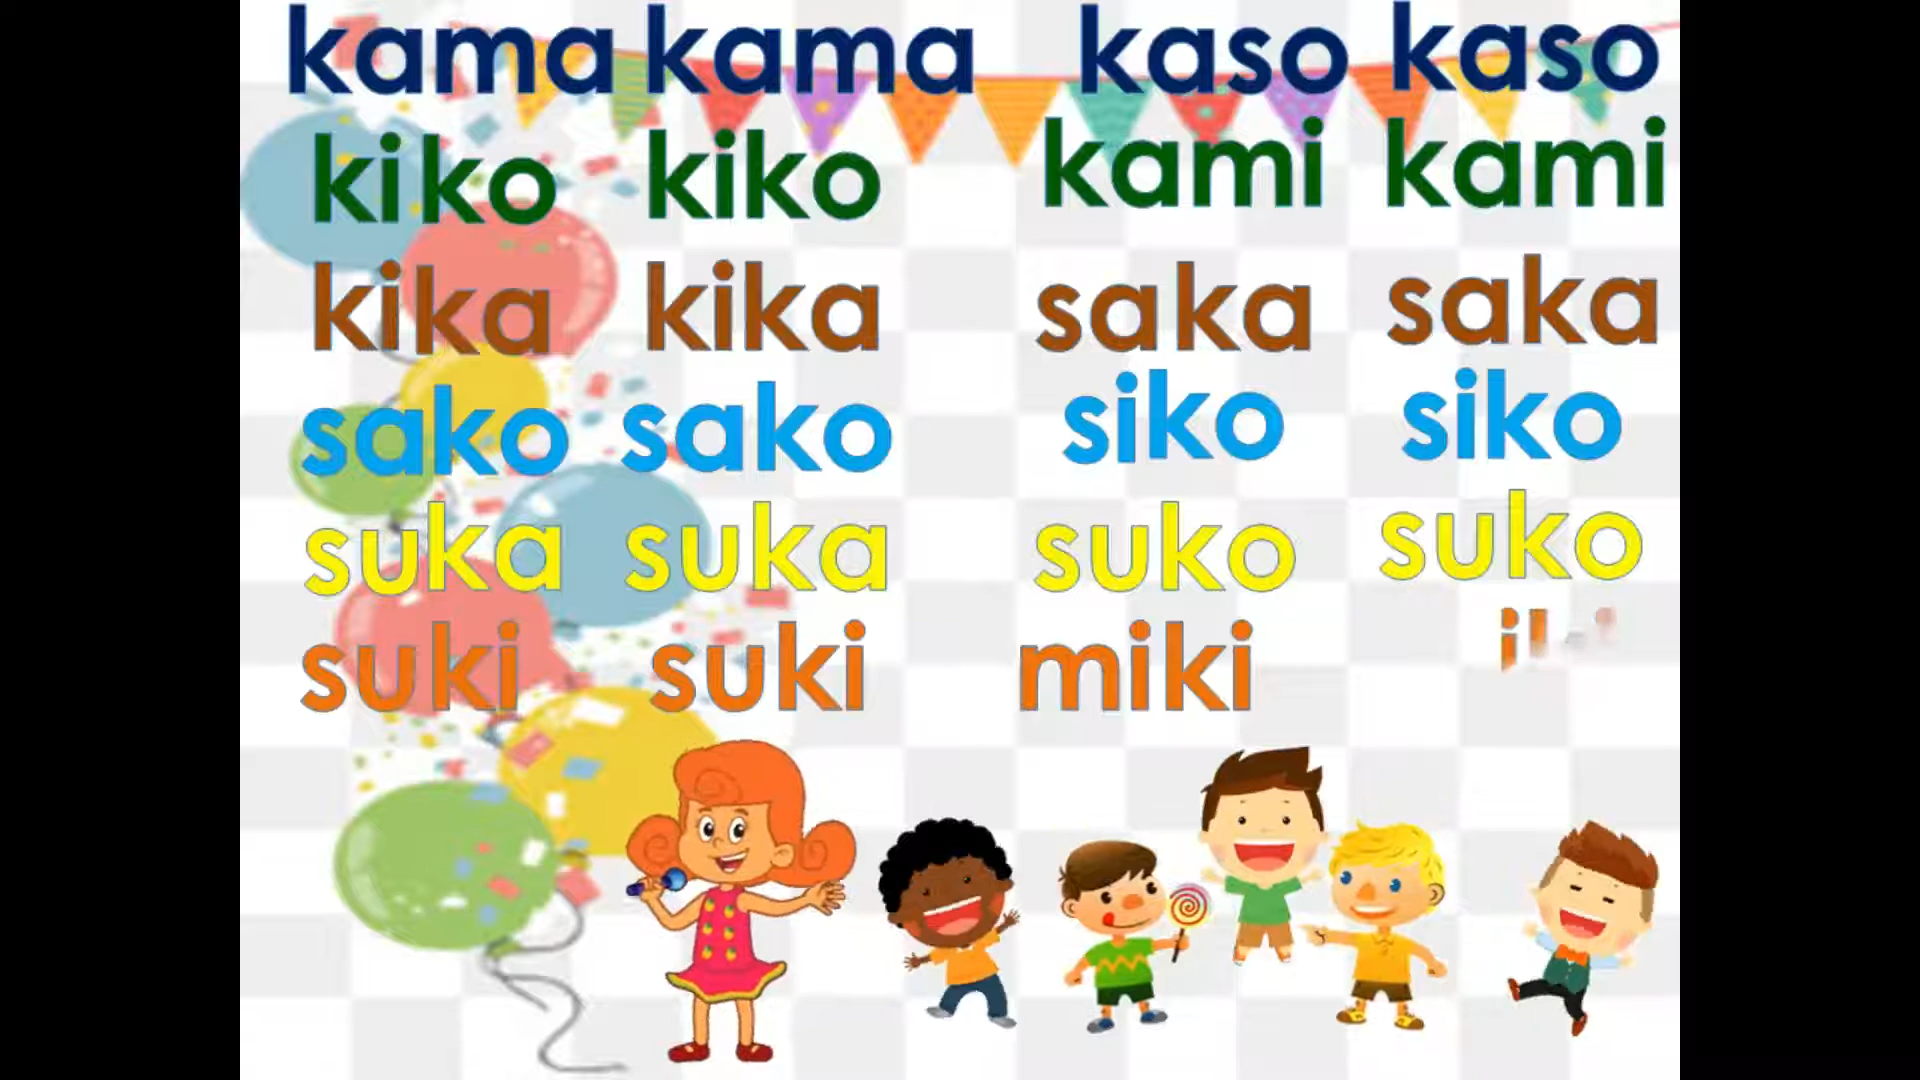 kama kama kaso kaso
kiko kiko kami kami
kika kika saka saka
sako sako siko siko
suka suka suko suko
suki suki miki